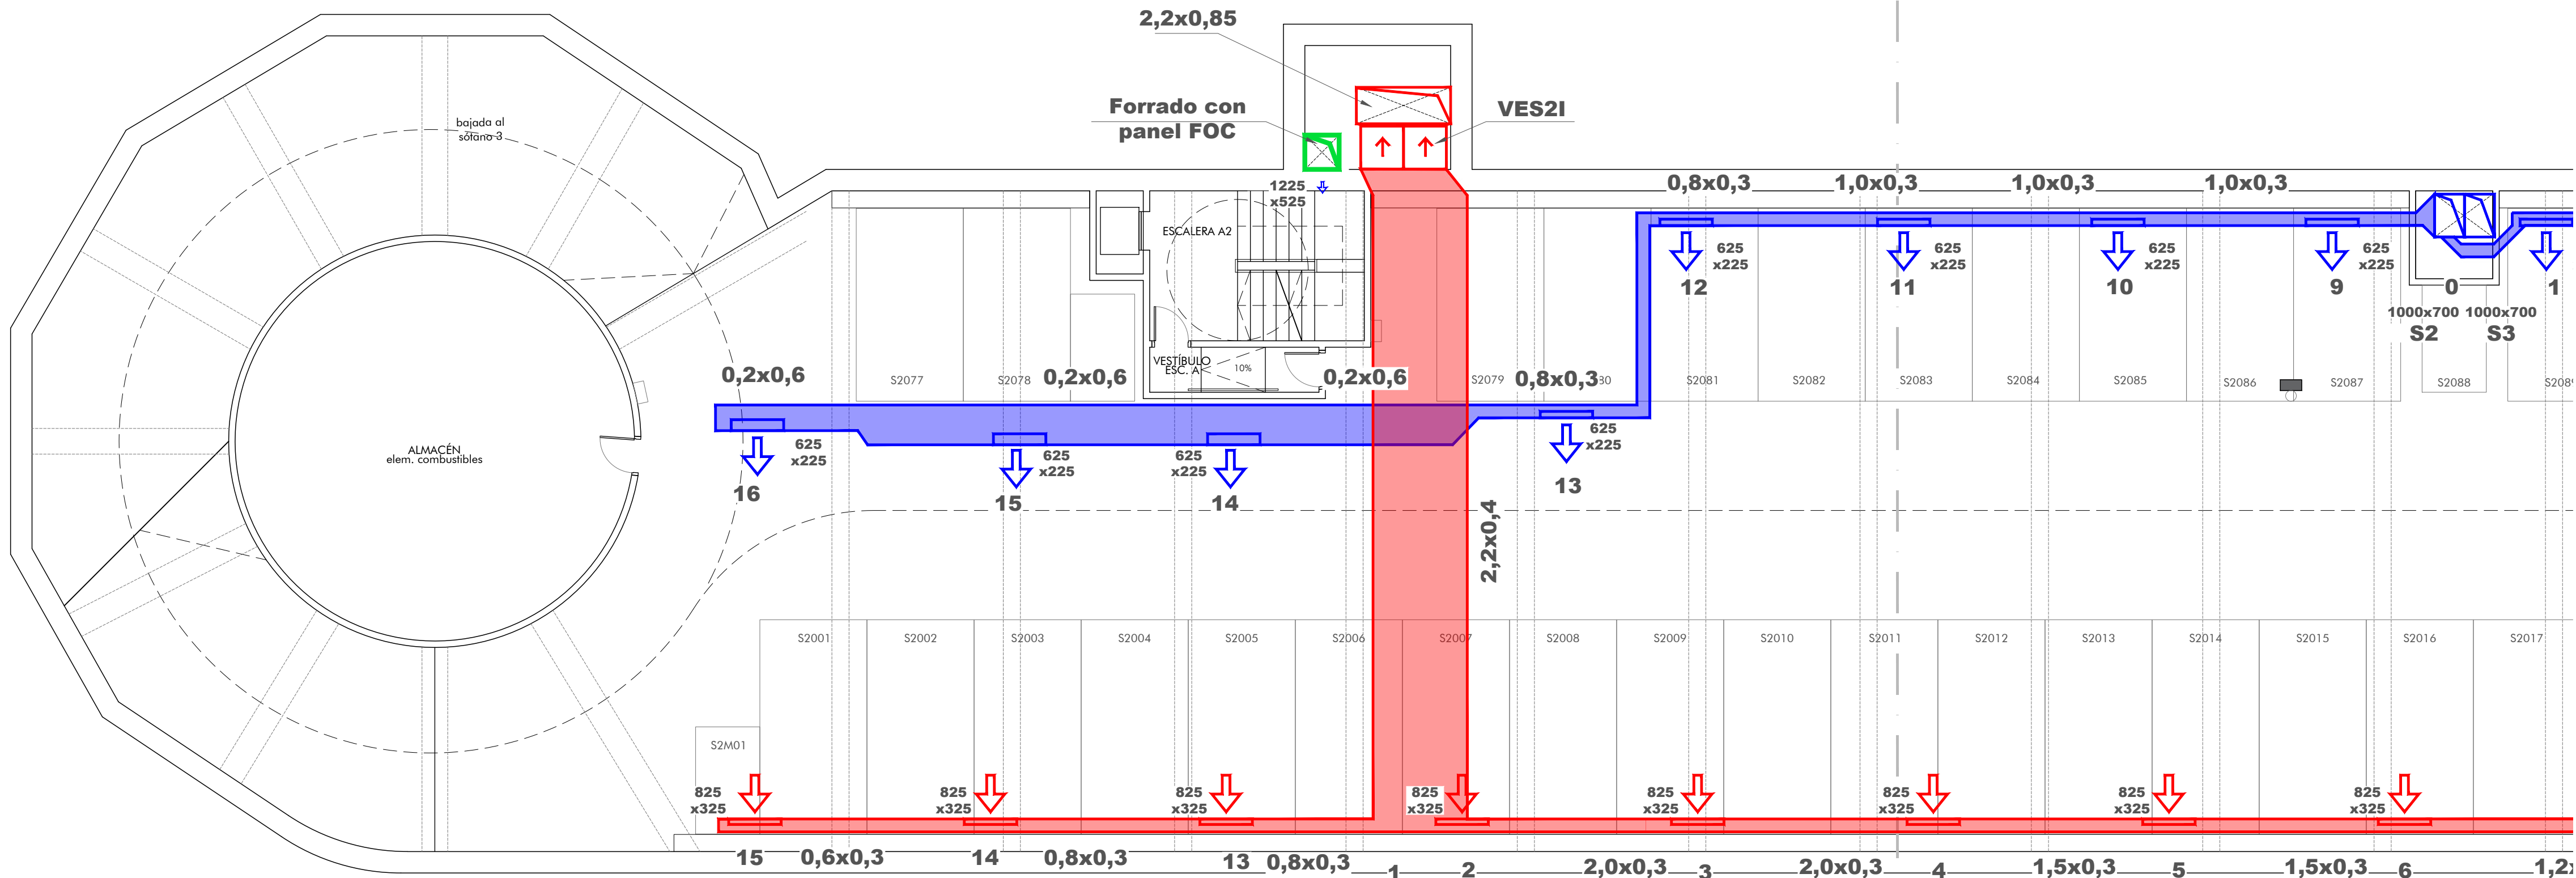 2,2x0,85
Forrado con
panel FOC
VES2I
bajada al
sótano 3
1225
x525
0,8x0,3
1,0x0,3
1,0x0,3
1,0x0,3
ESCALERA A2
625
x225
625
x225
625
x225
625
x225
12
11
10
9
0
1
1000x700
1000x700
S2
S3
VESTÍBULO
ESC. A
10%
0,2x0,6
S2077
S2078
0,2x0,6
0,2x0,6
S2079
0,8x0,3
80
S2081
S2082
S2083
S2084
S2085
S2086
S2087
S2088
S208
ALMACÉN
elem. combustibles
625
x225
625
x225
625
x225
625
x225
16
15
14
13
2,2x0,4
S2001
S2002
S2003
S2004
S2005
S2006
S2007
S2008
S2009
S2010
S2011
S2012
S2013
S2014
S2015
S2016
S2017
S2M01
825
x325
825
x325
825
x325
825
x325
825
x325
825
x325
825
x325
825
x325
15
0,6x0,3
14
0,8x0,3
13
0,8x0,3
1
2
2,0x0,3
3
2,0x0,3
4
1,5x0,3
5
1,5x0,3
6
1,2